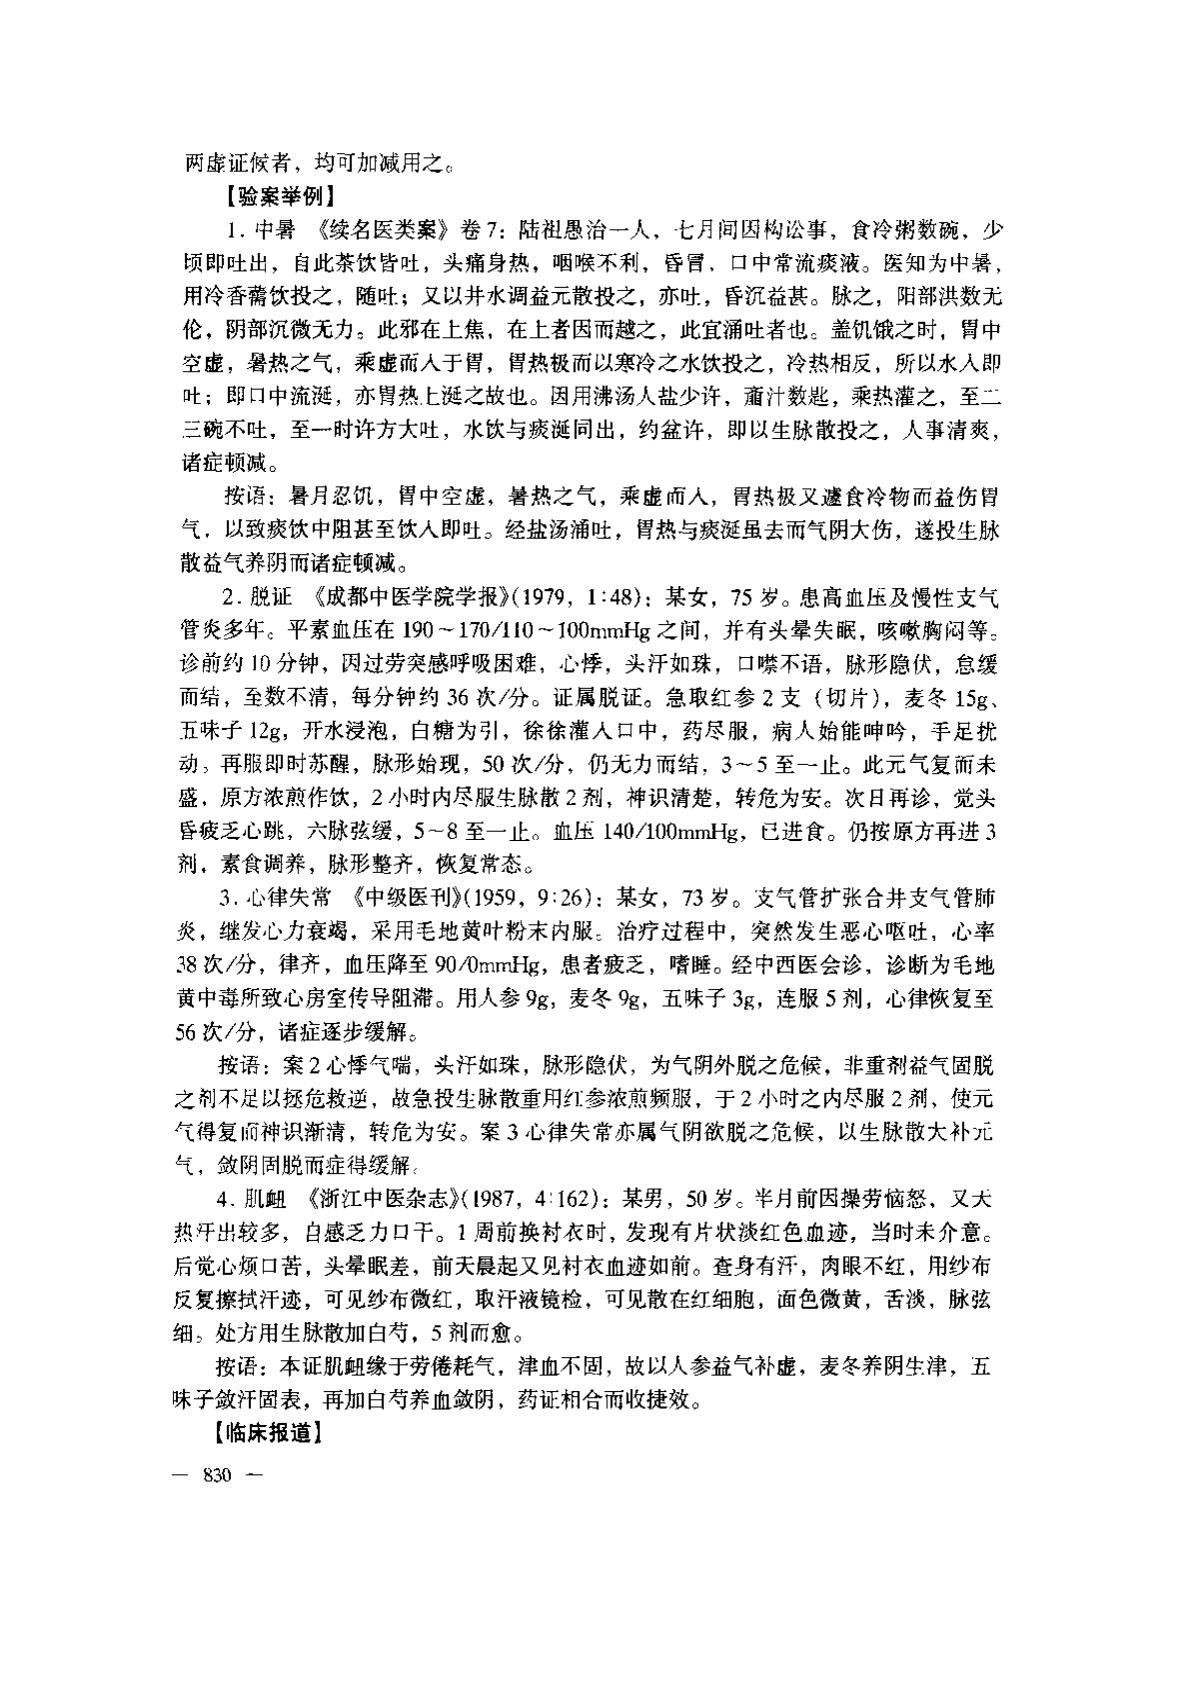 两虚证候者，均可加减用之。
【验案举例】
1. 中暑　《续名医类案》卷7：陆祖愚治一人，七月间因构讼事，食冷粥数碗，少
顷即吐出，自此茶饮皆吐，头痛身热，咽喉不利，昏冒，口中常流痰液。医知为中暑，
用冷香薷饮投之，随吐；又以井水调益元散投之，亦吐，昏沉益甚。脉之，阳部洪数无
伦，阴部沉微无力。此邪在上焦，在上者因而越之，此宜涌吐者也。盖饥饿之时，胃中
空虚，暑热之气，乘虚而入于胃，胃热极而以寒冷之水饮投之，冷热相反，所以水入即
吐；即口中流涎，亦胃热上涎之故也。因用沸汤入盐少许，齑汁数匙，乘热灌之，至二
三碗不吐，至一时许方大吐，水饮与痰涎同出，约盆许，即以生脉散投之，人事清爽，
诸症顿减。
按语：暑月忍饥，胃中空虚，暑热之气，乘虚而入，胃热极又遽食冷物而益伤胃
气，以致痰饮中阻甚至饮入即吐。经盐汤涌吐，胃热与痰涎虽去而气阴大伤，遂投生脉
散益气养阴而诸症顿减。
2. 脱证　《成都中医学院学报》(1979，1:48)：某女，75岁。患高血压及慢性支气
管炎多年。平素血压在190～170/110～100mmHg之间，并有头晕失眠，咳嗽胸闷等。
诊前约10分钟，因过劳突感呼吸困难，心悸，头汗如珠，口噤不语，脉形隐伏，怠缓
而结，至数不清，每分钟约36次/分。证属脱证。急取红参2支（切片），麦冬15g、
五味子12g，开水浸泡，白糖为引，徐徐灌入口中，药尽服，病人始能呻吟，手足扰
动。再服即时苏醒，脉形始现，50次/分，仍无力而结，3～5至一止。此元气复而未
盛，原方浓煎作饮，2小时内尽服生脉散2剂，神识清楚，转危为安。次日再诊，觉头
昏疲乏心跳，六脉弦缓，5～8至一止。血压140/100mmHg，已进食。仍按原方再进3
剂，素食调养，脉形整齐，恢复常态。
3. 心律失常　《中级医刊》(1959，9:26)：某女，73岁。支气管扩张合并支气管肺
炎，继发心力衰竭，采用毛地黄叶粉末内服。治疗过程中，突然发生恶心呕吐，心率
38次/分，律齐，血压降至90/0mmHg，患者疲乏，嗜睡。经中西医会诊，诊断为毛地
黄中毒所致心房室传导阻滞。用人参9g，麦冬9g，五味子3g，连服5剂，心律恢复至
56次/分，诸症逐步缓解。
按语：案2心悸气喘，头汗如珠，脉形隐伏，为气阴外脱之危候，非重剂益气固脱
之剂不足以拯危救逆，故急投生脉散重用红参浓煎频服，于2小时之内尽服2剂，使元
气得复而神识渐清，转危为安。案3心律失常亦属气阴欲脱之危候，以生脉散大补元
气，敛阴固脱而症得缓解。
4. 肌衄　《浙江中医杂志》(1987，4:162)：某男，50岁。半月前因操劳恼怒，又天
热汗出较多，自感乏力口干。1周前换衬衣时，发现有片状淡红色血迹，当时未介意。
后觉心烦口苦，头晕眠差，前天晨起又见衬衣血迹如前。查身有汗，肉眼不红，用纱布
反复擦拭汗迹，可见纱布微红，取汗液镜检，可见散在红细胞，面色微黄，舌淡，脉弦
细。处方用生脉散加白芍，5剂而愈。
按语：本证肌衄缘于劳倦耗气，津血不固，故以人参益气补虚，麦冬养阴生津，五
味子敛汗固表，再加白芍养血敛阴，药证相合而收捷效。
【临床报道】
— 830 —